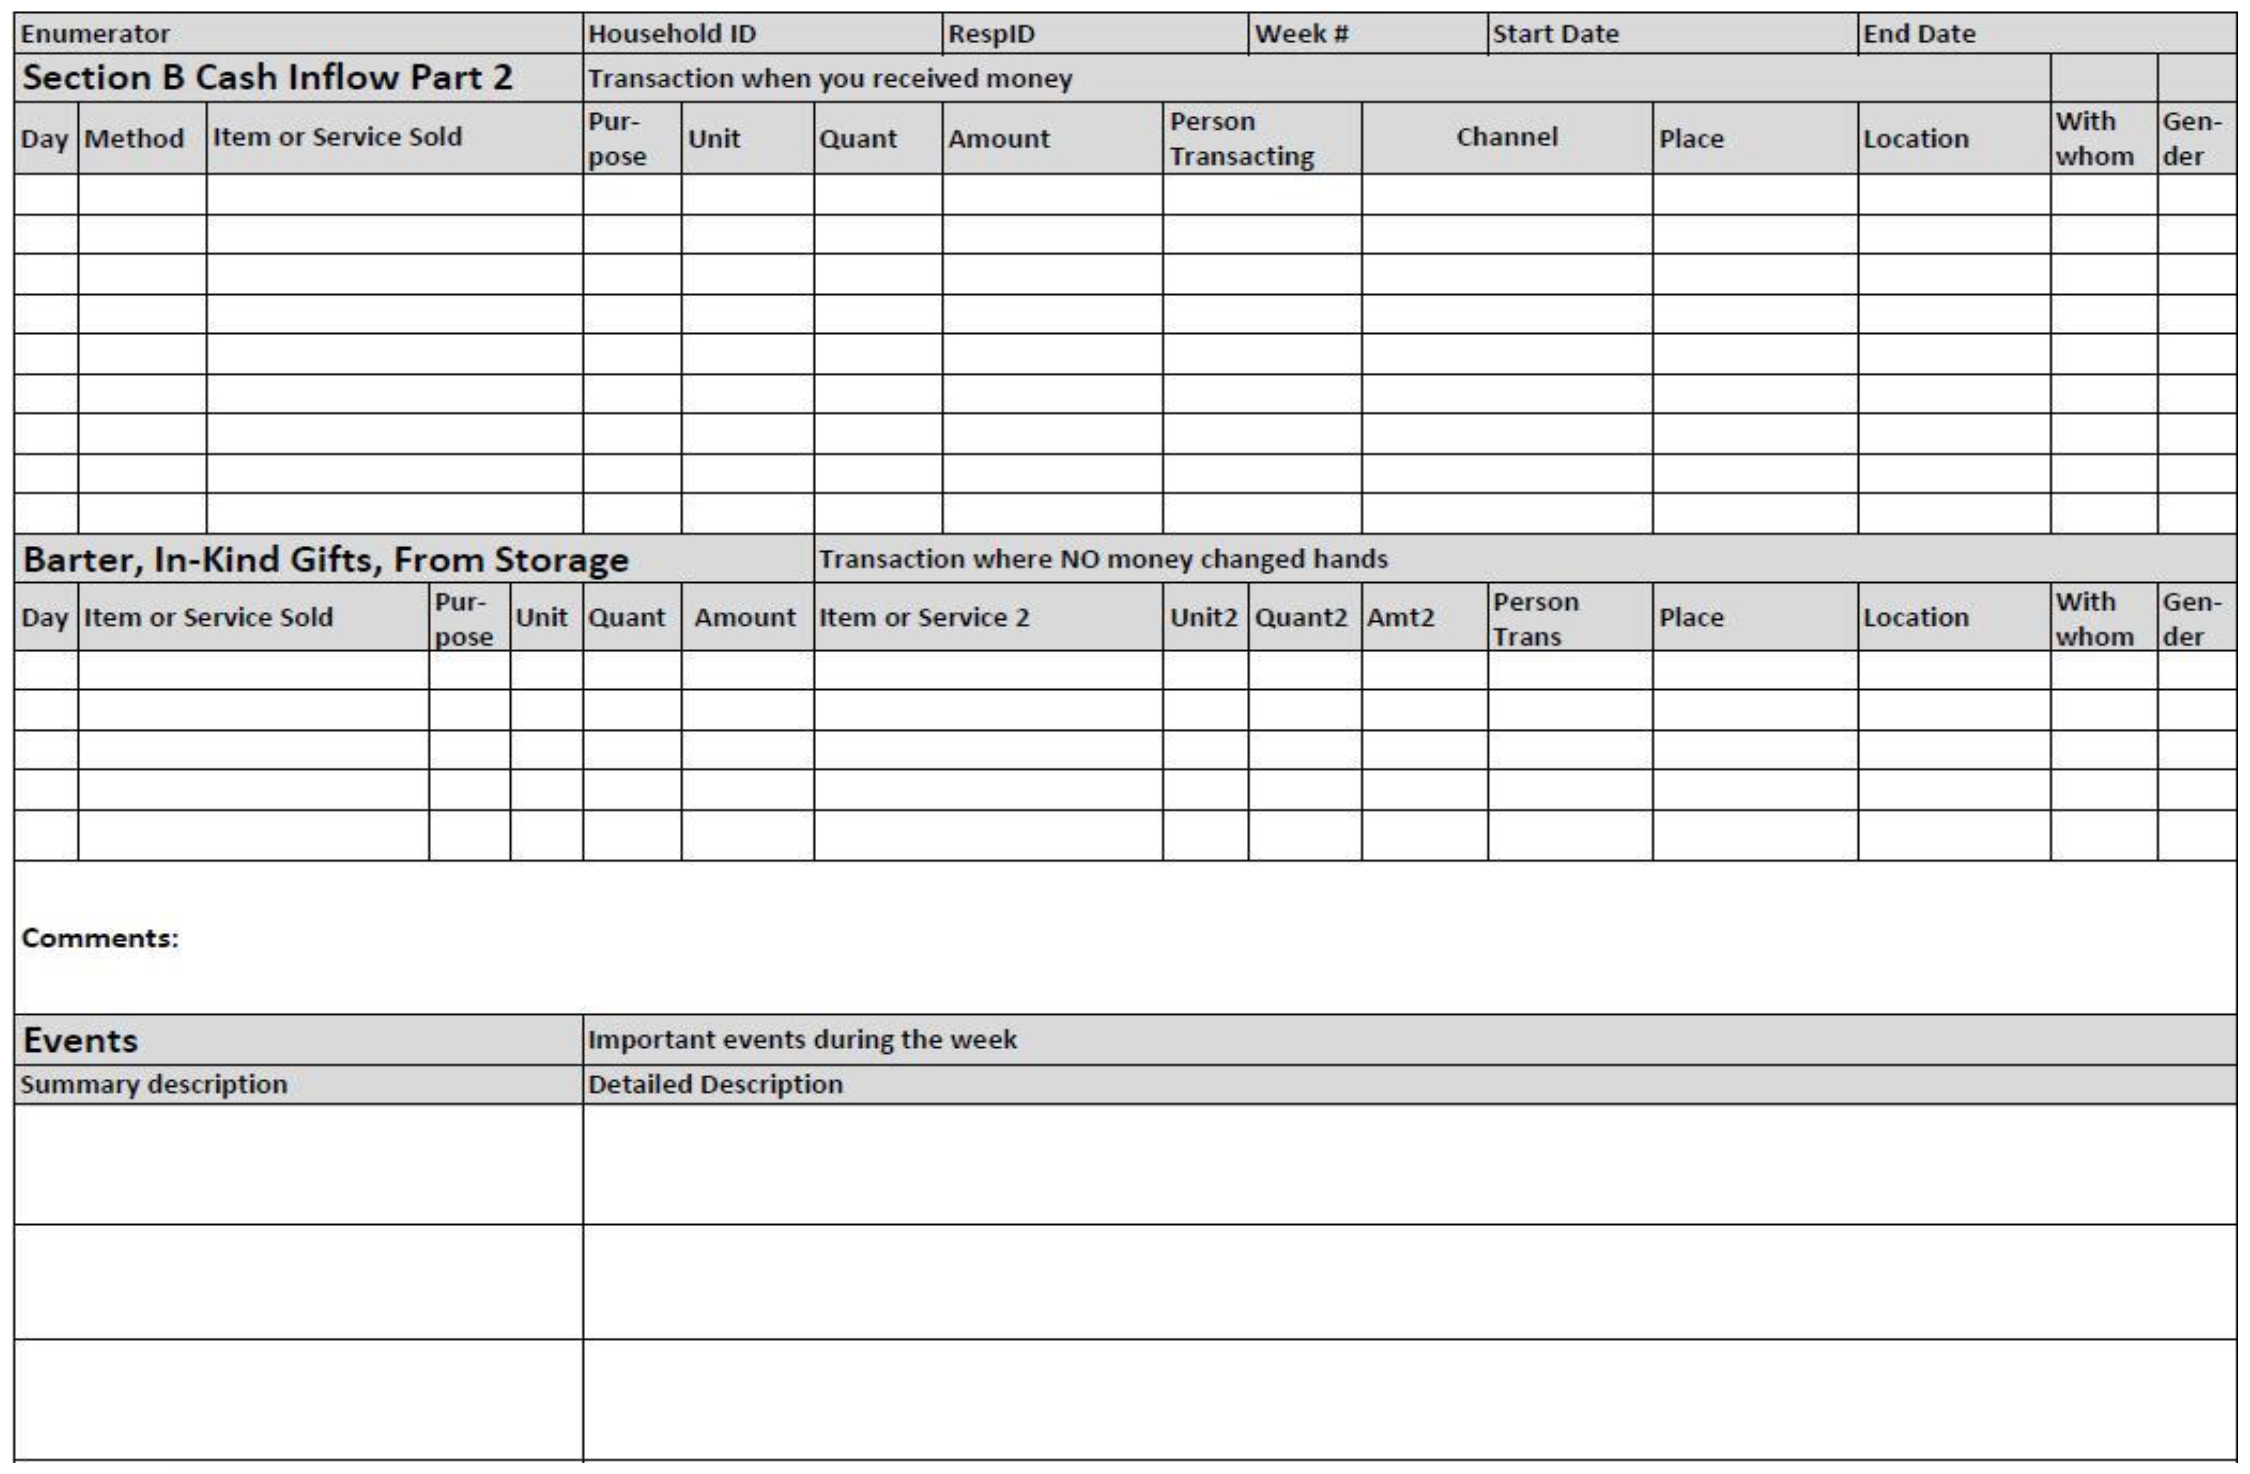 Enumerator Household ID RespID Week # Start Date End Date
Section B Cash Inflow Part 2 Transaction when you received money
Day Method Item or Service Sold Pur-
pose Unit Quant Amount Person
Transacting Channel Place Location With
whom Gen-
der
Barter, In-Kind Gifts, From Storage Transaction where NO money changed hands
Day Item or Service Sold Pur-
pose Unit Quant Amount Item or Service 2 Unit2 Quant2 Amt2 Person
Trans Place Location With
whom Gen-
der
Comments:
Events Important events during the week
Summary description Detailed Description